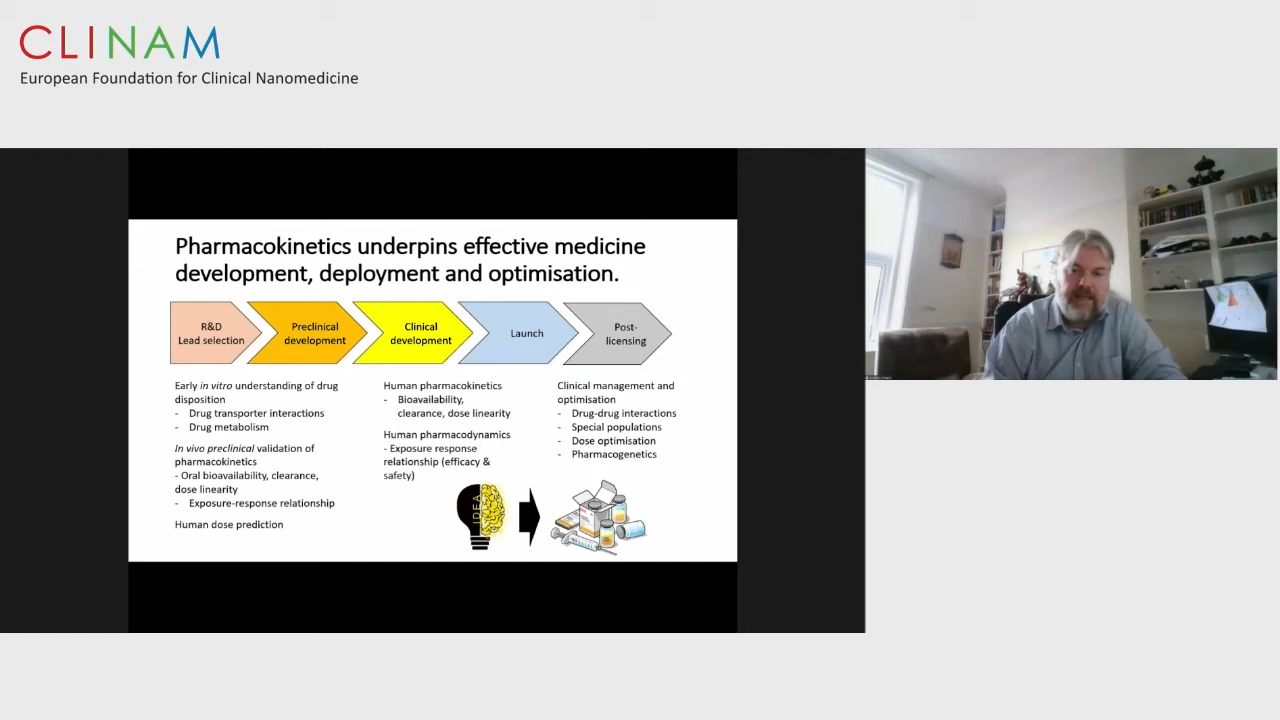 CLINAM
European Foundation for Clinical Nanomedicine
Pharmacokinetics underpins effective medicine
development, deployment and optimisation.
R&D
Lead selection
Preclinical
development
Clinical
development
Launch
Post-
licensing
Early in vitro understanding of drug
disposition
- Drug transporter interactions
- Drug metabolism
In vivo preclinical validation of
pharmacokinetics
- Oral bioavailability, clearance,
dose linearity
- Exposure-response relationship
Human dose prediction
Human pharmacokinetics
- Bioavailability,
clearance, dose linearity
Human pharmacodynamics
- Exposure response
relationship (efficacy &
safety)
Clinical management and
optimisation
- Drug-drug interactions
- Special populations
- Dose optimisation
- Pharmacogenetics
IDEA